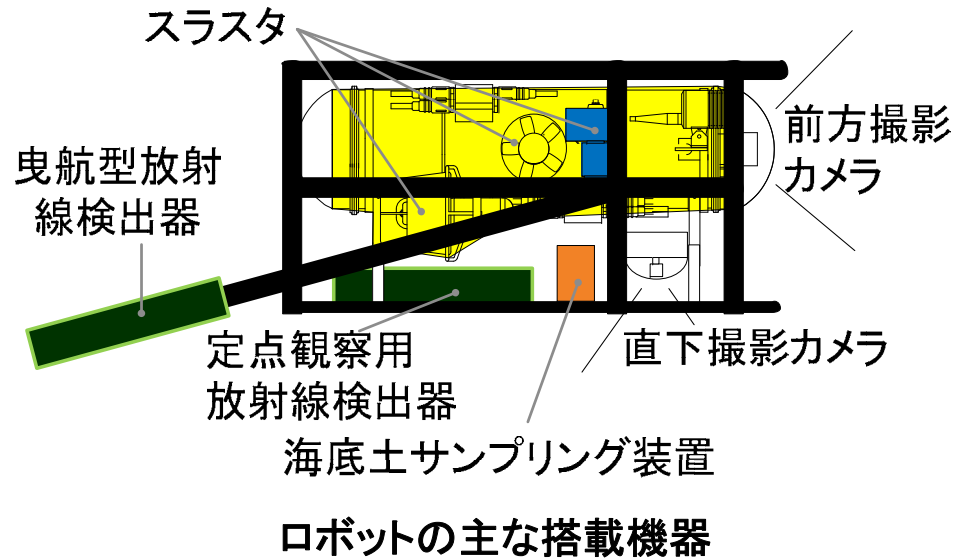 スラスタ
前方撮影
カメラ
曳航型放射
線検出器
定点観察用
放射線検出器
直下撮影カメラ
海底土サンプリング装置
ロボットの主な搭載機器